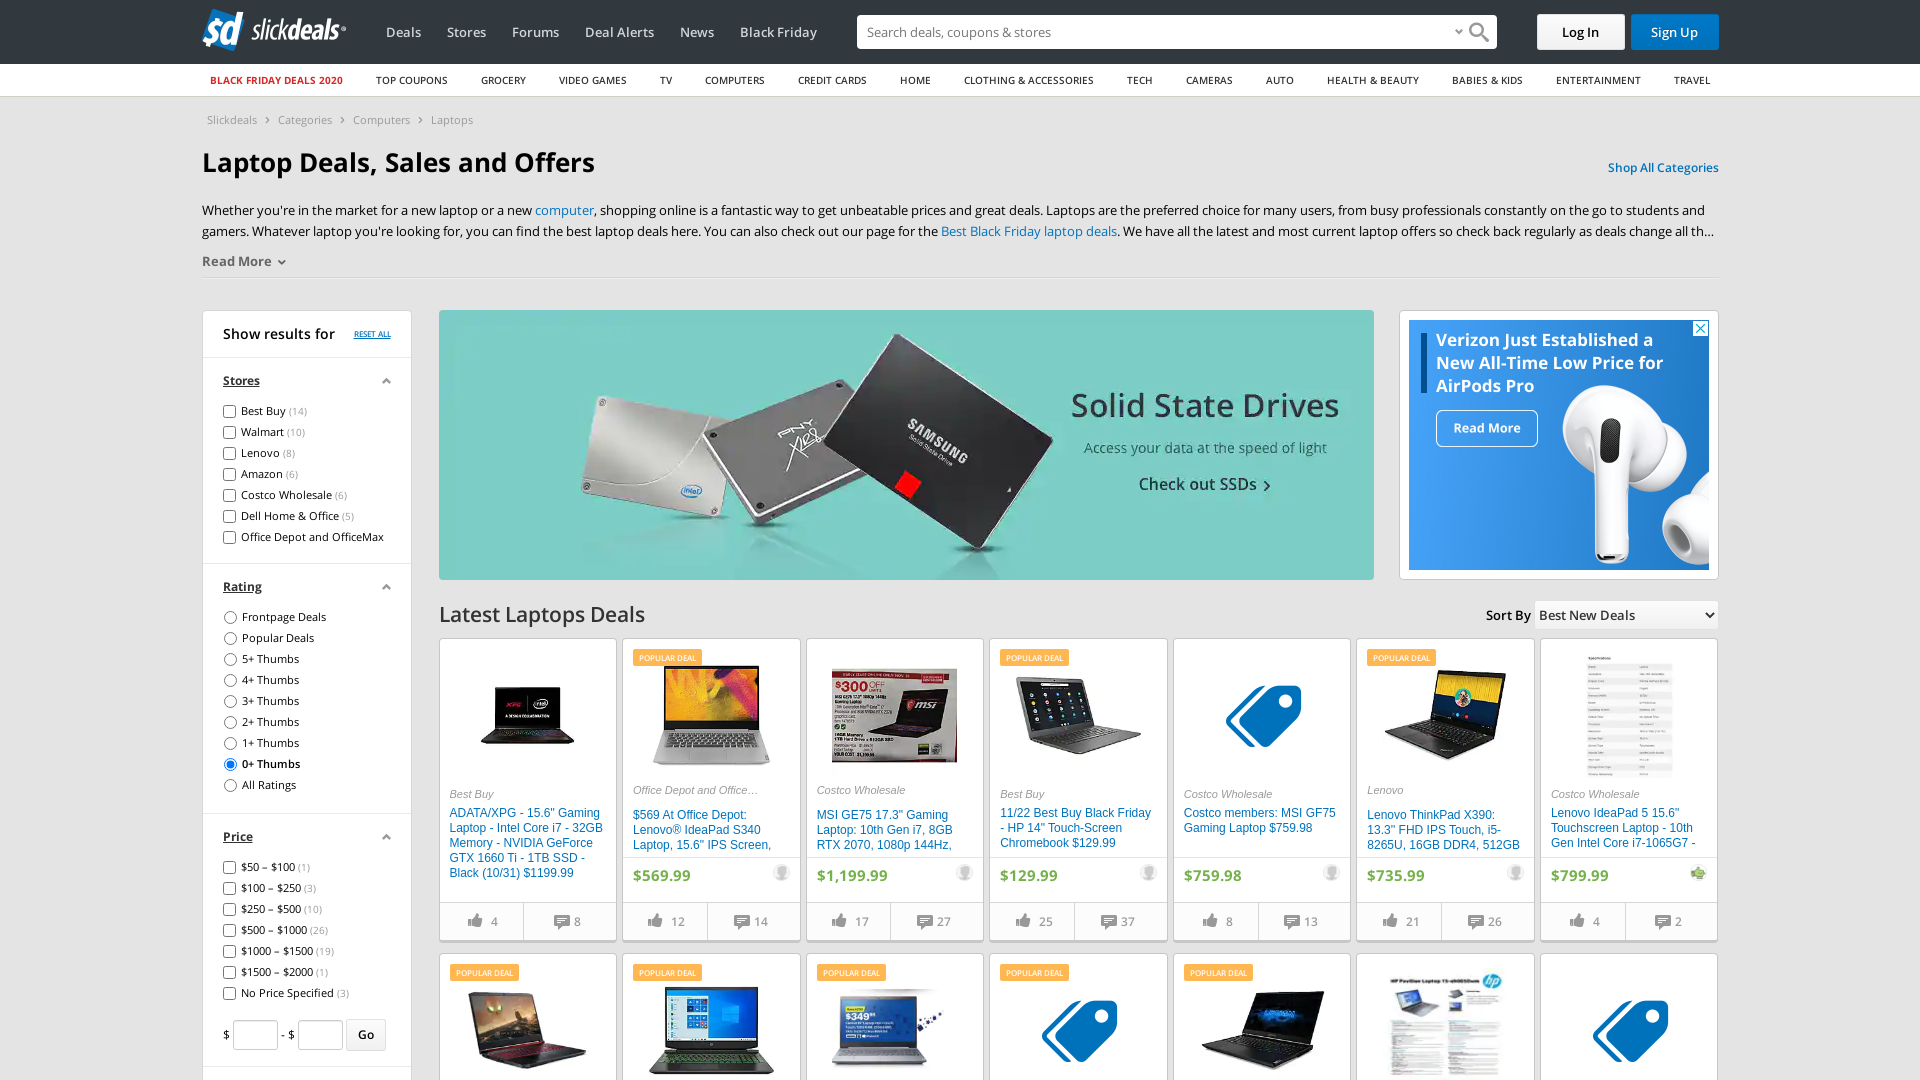 sd slickdeals
Deals
Stores
Forums
Deal Alerts
News
Black Friday
Search deals, coupons & stores
Log In
Sign Up
BLACK FRIDAY DEALS 2020
TOP COUPONS
GROCERY
VIDEO GAMES
TV
COMPUTERS
CREDIT CARDS
HOME
CLOTHING & ACCESSORIES
TECH
CAMERAS
AUTO
HEALTH & BEAUTY
BABIES & KIDS
ENTERTAINMENT
TRAVEL
Slickdeals > Categories > Computers > Laptops
Laptop Deals, Sales and Offers
Shop All Categories
Whether you're in the market for a new laptop or a new computer, shopping online is a fantastic way to get unbeatable prices and great deals. Laptops are the preferred choice for many users, from busy professionals constantly on the go to students and
gamers. Whatever laptop you're looking for, you can find the best laptop deals here. You can also check out our page for the Best Black Friday laptop deals. We have all the latest and most current laptop offers so check back regularly as deals change all th...
Read More
Show results for
RESET ALL
Stores
Best Buy (14)
Walmart (10)
Lenovo (8)
Amazon (6)
Costco Wholesale (6)
Dell Home & Office (5)
Office Depot and OfficeMax
Rating
Frontpage Deals
Popular Deals
5+ Thumbs
4+ Thumbs
3+ Thumbs
2+ Thumbs
1+ Thumbs
0+ Thumbs
All Ratings
Price
$50 – $100 (1)
$100 – $250 (3)
$250 – $500 (10)
$500 – $1000 (26)
$1000 – $1500 (19)
$1500 – $2000 (1)
No Price Specified (3)
$ - $ Go
intel
PNY
XLR8
SAMSUNG
Solid State Drive
Solid State Drives
Access your data at the speed of light
Check out SSDs
Verizon Just Established a
New All-Time Low Price for
AirPods Pro
Read More
Latest Laptops Deals
Sort By Best New Deals
XPG intel
Best Buy
ADATA/XPG - 15.6" Gaming
Laptop - Intel Core i7 - 32GB
Memory - NVIDIA GeForce
GTX 1660 Ti - 1TB SSD -
Black (10/31) $1199.99
4
8
POPULAR DEAL
Office Depot and Office...
$569 At Office Depot:
Lenovo® IdeaPad S340
Laptop, 15.6" IPS Screen,
$569.99
12
14
$300 OFF
msi
Costco Wholesale
MSI GE75 17.3" Gaming
Laptop: 10th Gen i7, 8GB
RTX 2070, 1080p 144Hz,
$1,199.99
17
27
POPULAR DEAL
Best Buy
11/22 Best Buy Black Friday
- HP 14" Touch-Screen
Chromebook $129.99
$129.99
25
37
Costco Wholesale
Costco members: MSI GF75
Gaming Laptop $759.98
$759.98
8
13
POPULAR DEAL
Lenovo
Lenovo ThinkPad X390:
13.3" FHD IPS Touch, i5-
8265U, 16GB DDR4, 512GB
$735.99
21
26
Specifications
Costco Wholesale
Lenovo IdeaPad 5 15.6"
Touchscreen Laptop - 10th
Gen Intel Core i7-1065G7 -
$799.99
4
2
POPULAR DEAL
POPULAR DEAL
POPULAR DEAL
$349
POPULAR DEAL
POPULAR DEAL
LEGION
hp